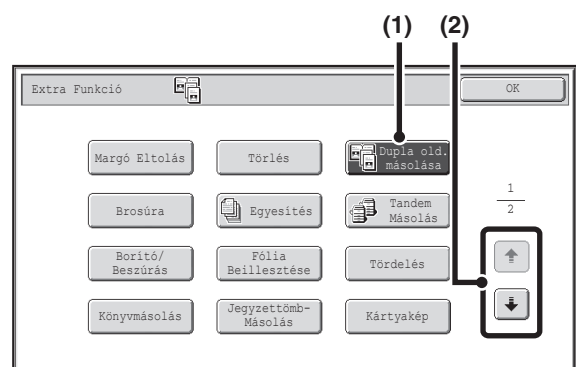 (1) (2)
Extra Funkció OK
Margó Eltolás Törlés Dupla old.
másolása
1
2
Brosúra Egyesítés Tandem
Másolás
Borító/
Beszúrás
Fólia
Beillesztése
Tördelés
Könyvmásolás
Jegyzettömb-
Másolás
Kártyakép